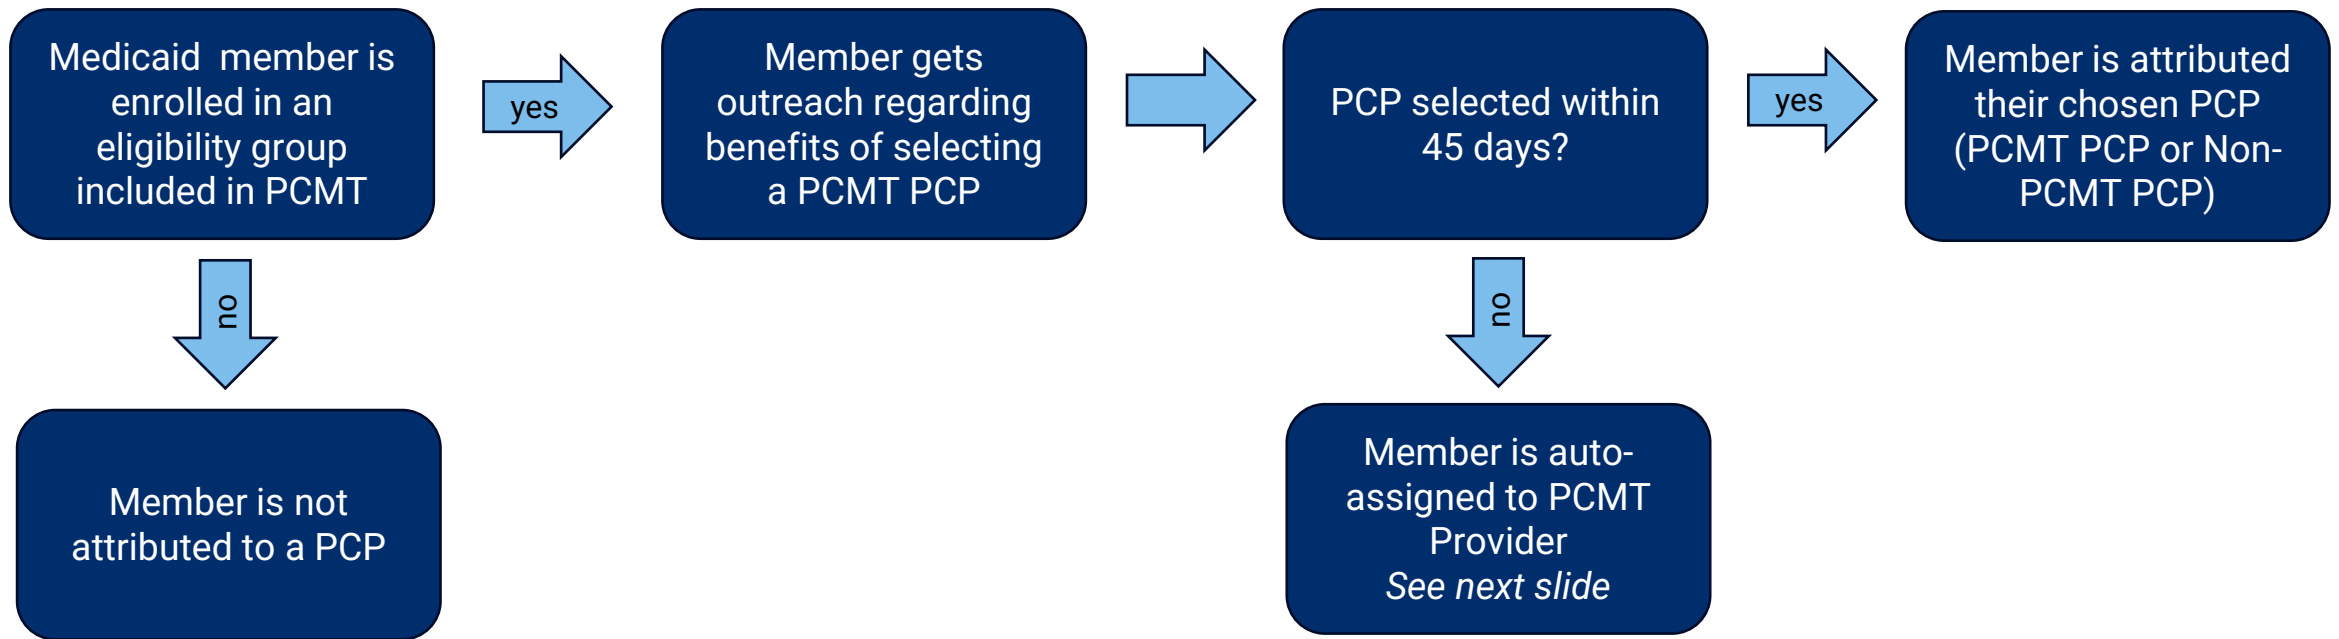 Medicaid  member is
enrolled in an
eligibility group
included in PCMT
yes
Member gets
outreach regarding
benefits of selecting
a PCMT PCP
PCP selected within
45 days?
yes
Member is attributed
their chosen PCP
(PCMT PCP or Non-
PCMT PCP)
no
no
Member is not
attributed to a PCP
Member is auto-
assigned to PCMT
Provider
See next slide